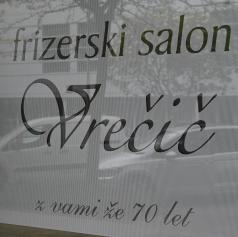 frizerski salon
Vrečič
z vami že 70 let